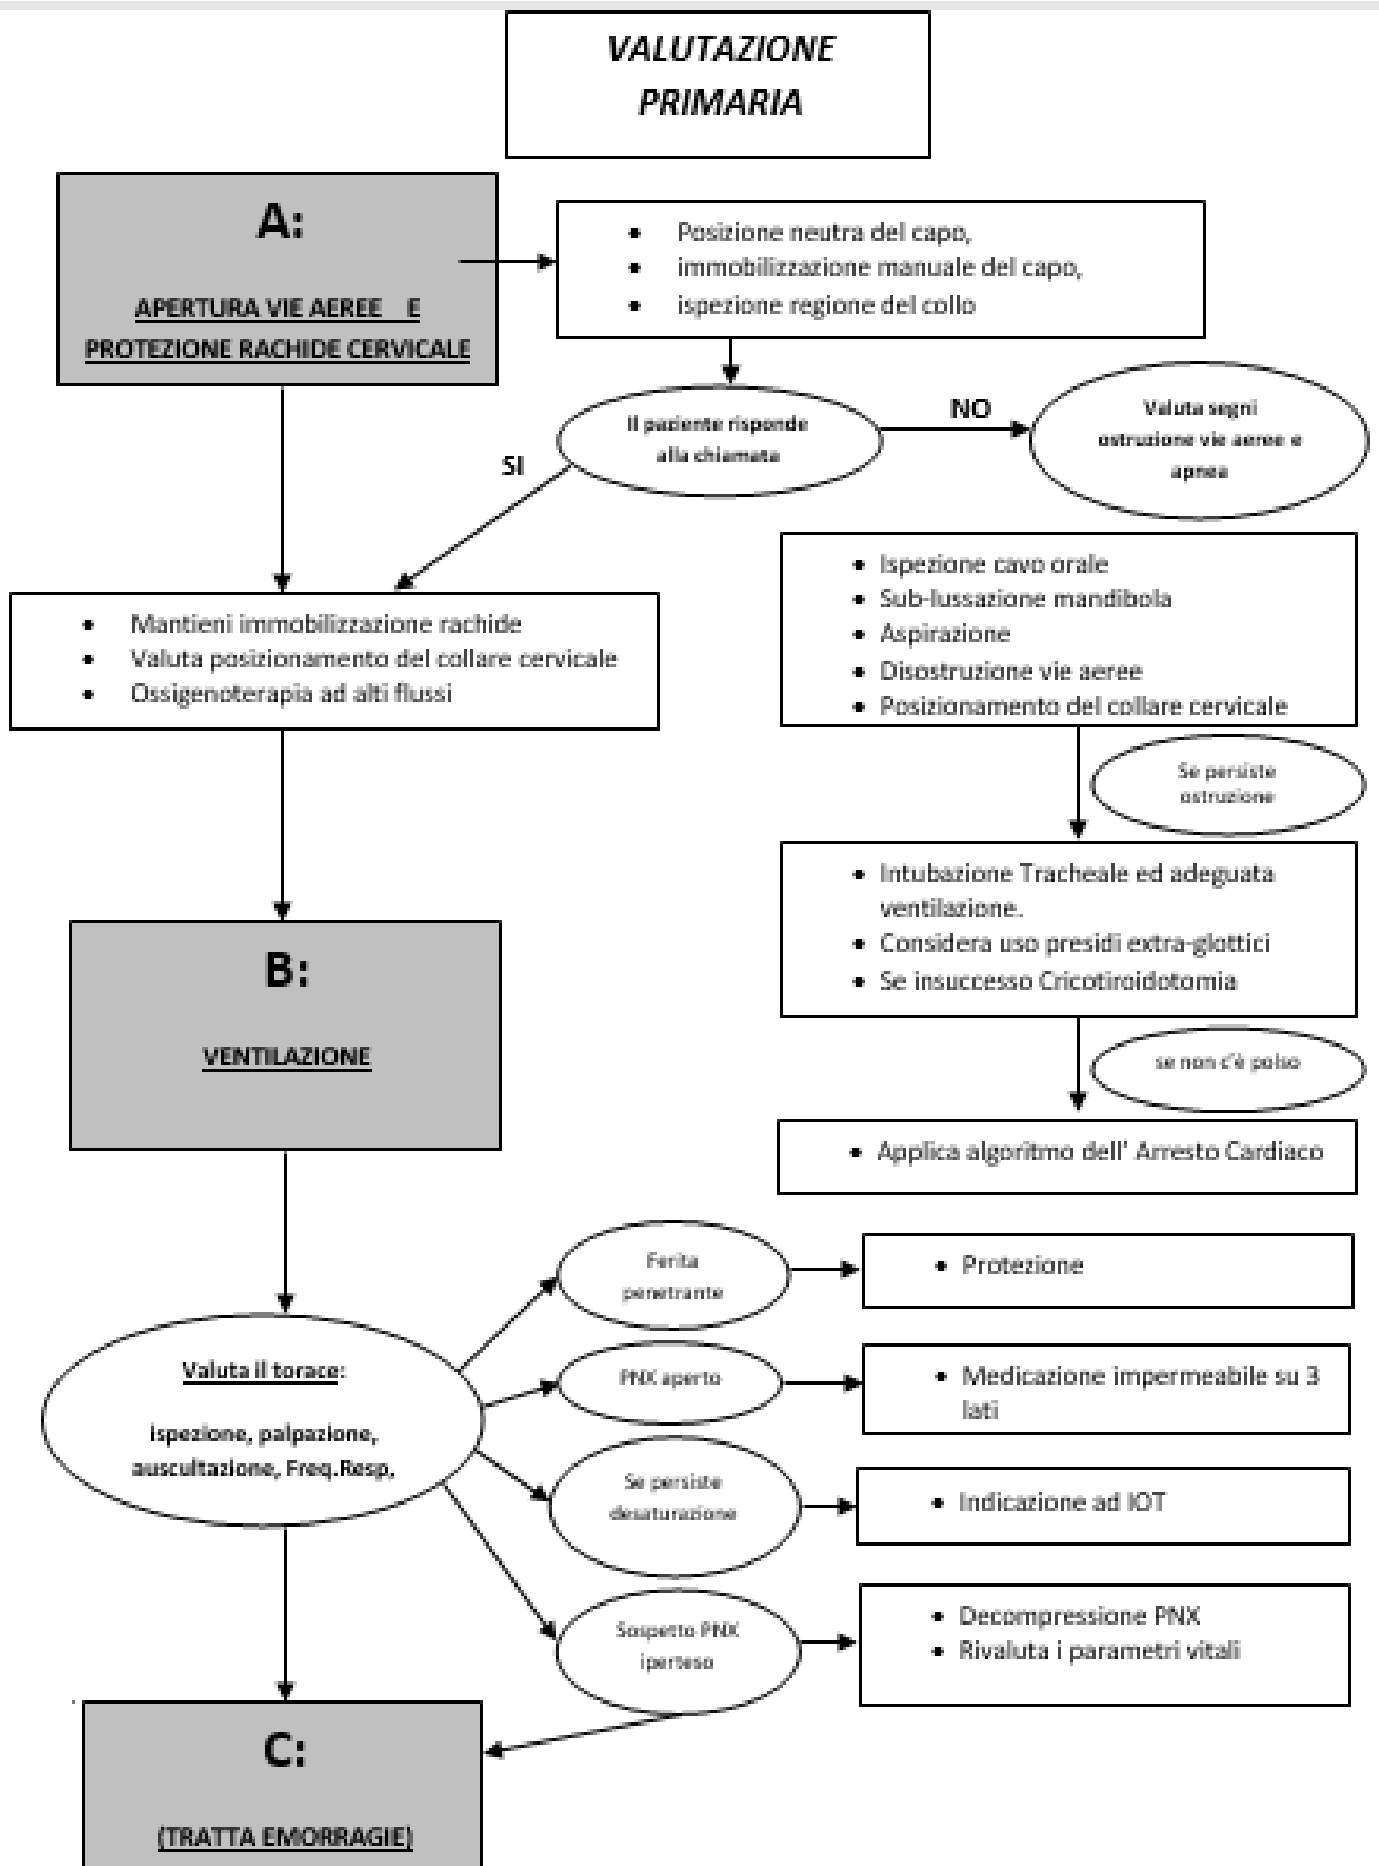 VALUTAZIONE
PRIMARIA
A:
APERTURA VIE AEREE E
PROTEZIONE RACHIDE CERVICALE
• Posizione neutra del capo,
• immobilizzazione manuale del capo,
• ispezione regione del collo
Il paziente risponde
alla chiamata
NO
Valuta segni
ostruzione vie aeree e
apnea
SI
• Mantieni immobilizzazione rachide
• Valuta posizionamento del collare cervicale
• Ossigenoterapia ad alti flussi
• Ispezione cavo orale
• Sub-lussazione mandibola
• Aspirazione
• Disostruzione vie aeree
• Posizionamento del collare cervicale
Se persiste
ostruzione
• Intubazione Tracheale ed adeguata
ventilazione.
• Considera uso presidi extra-glottici
• Se insuccesso Cricotiroidotomia
se non c'è polso
• Applica algoritmo dell' Arresto Cardiaco
B:
VENTILAZIONE
Valuta il torace:
ispezione, palpazione,
auscultazione, Freq.Resp,
Ferita
penetrante
• Protezione
PNX aperto
• Medicazione impermeabile su 3
lati
Se persiste
desaturazione
• Indicazione ad IOT
Sospetto PNX
iperteso
• Decompressione PNX
• Rivaluta i parametri vitali
C:
(TRATTA EMORRAGIE)